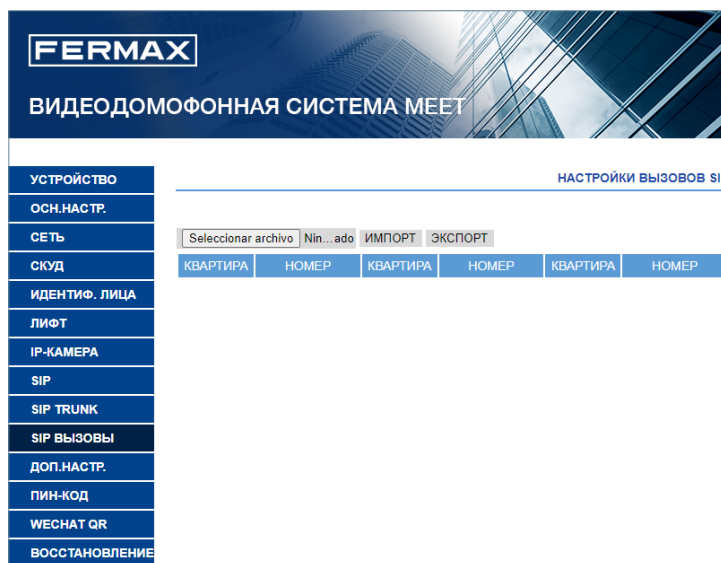 FERMAX
ВИДЕОДОМОФОННАЯ СИСТЕМА MEET
УСТРОЙСТВО
ОСН.НАСТР.
СЕТЬ
СКУД
ИДЕНТИФ. ЛИЦА
ЛИФТ
IP-КАМЕРА
SIP
SIP TRUNK
SIP ВЫЗОВЫ
ДОП.НАСТР.
ПИН-КОД
WECHAT QR
ВОССТАНОВЛЕНИЕ
НАСТРОЙКИ ВЫЗОВОВ SI
Seleccionar archivo Nin…ado ИМПОРТ ЭКСПОРТ
КВАРТИРА НОМЕР КВАРТИРА НОМЕР КВАРТИРА НОМЕР